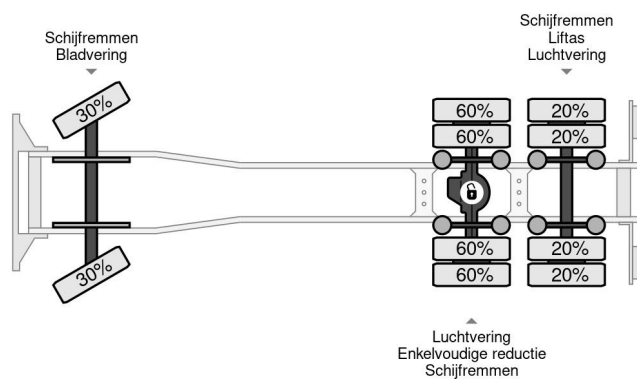 Schijfremmen
Bladvering
Schijfremmen
Liftas
Luchtvering
30%
60%
20%
60%
20%
30%
60%
20%
60%
20%
Luchtvering
Enkelvoudige reductie
Schijfremmen